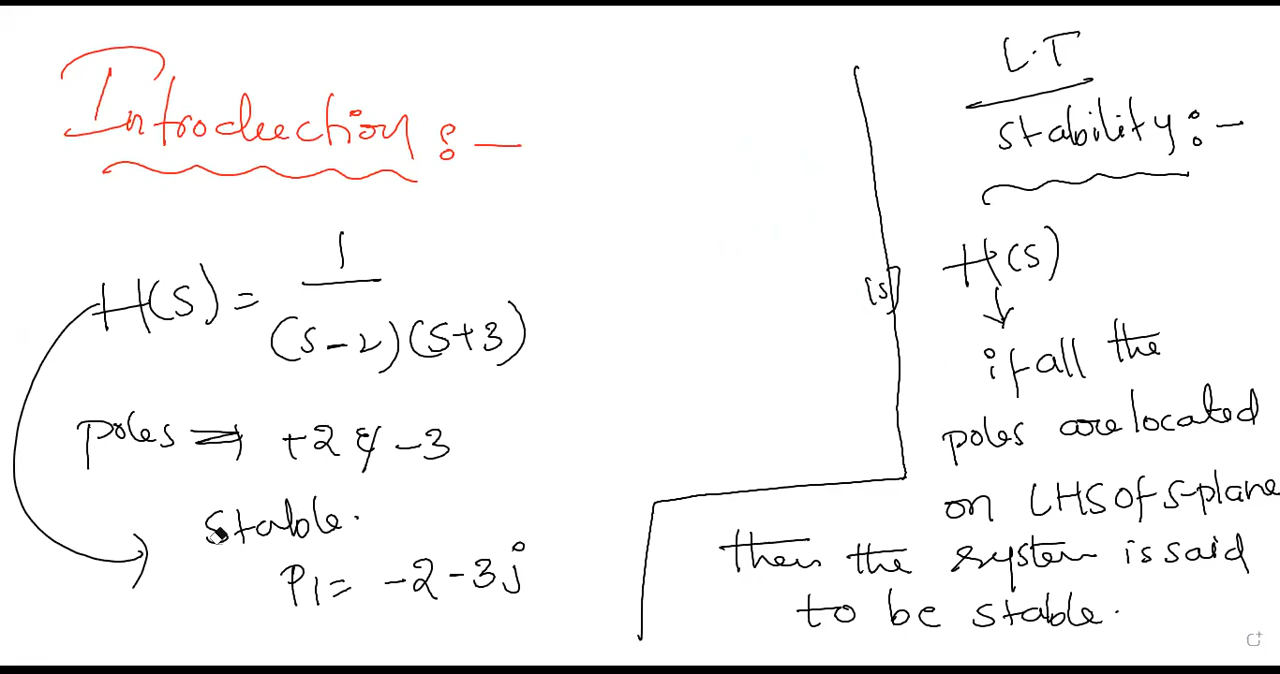 Introduction :-
H(s) = 1
(s-2)(s+3)
poles ⇒ +2 & -3
stable.
P1 = -2-3j
L.T
stability :-
H(s)
(s)
↓
if all the
poles are located
on LHS of s-plane
then the system is said
to be stable.